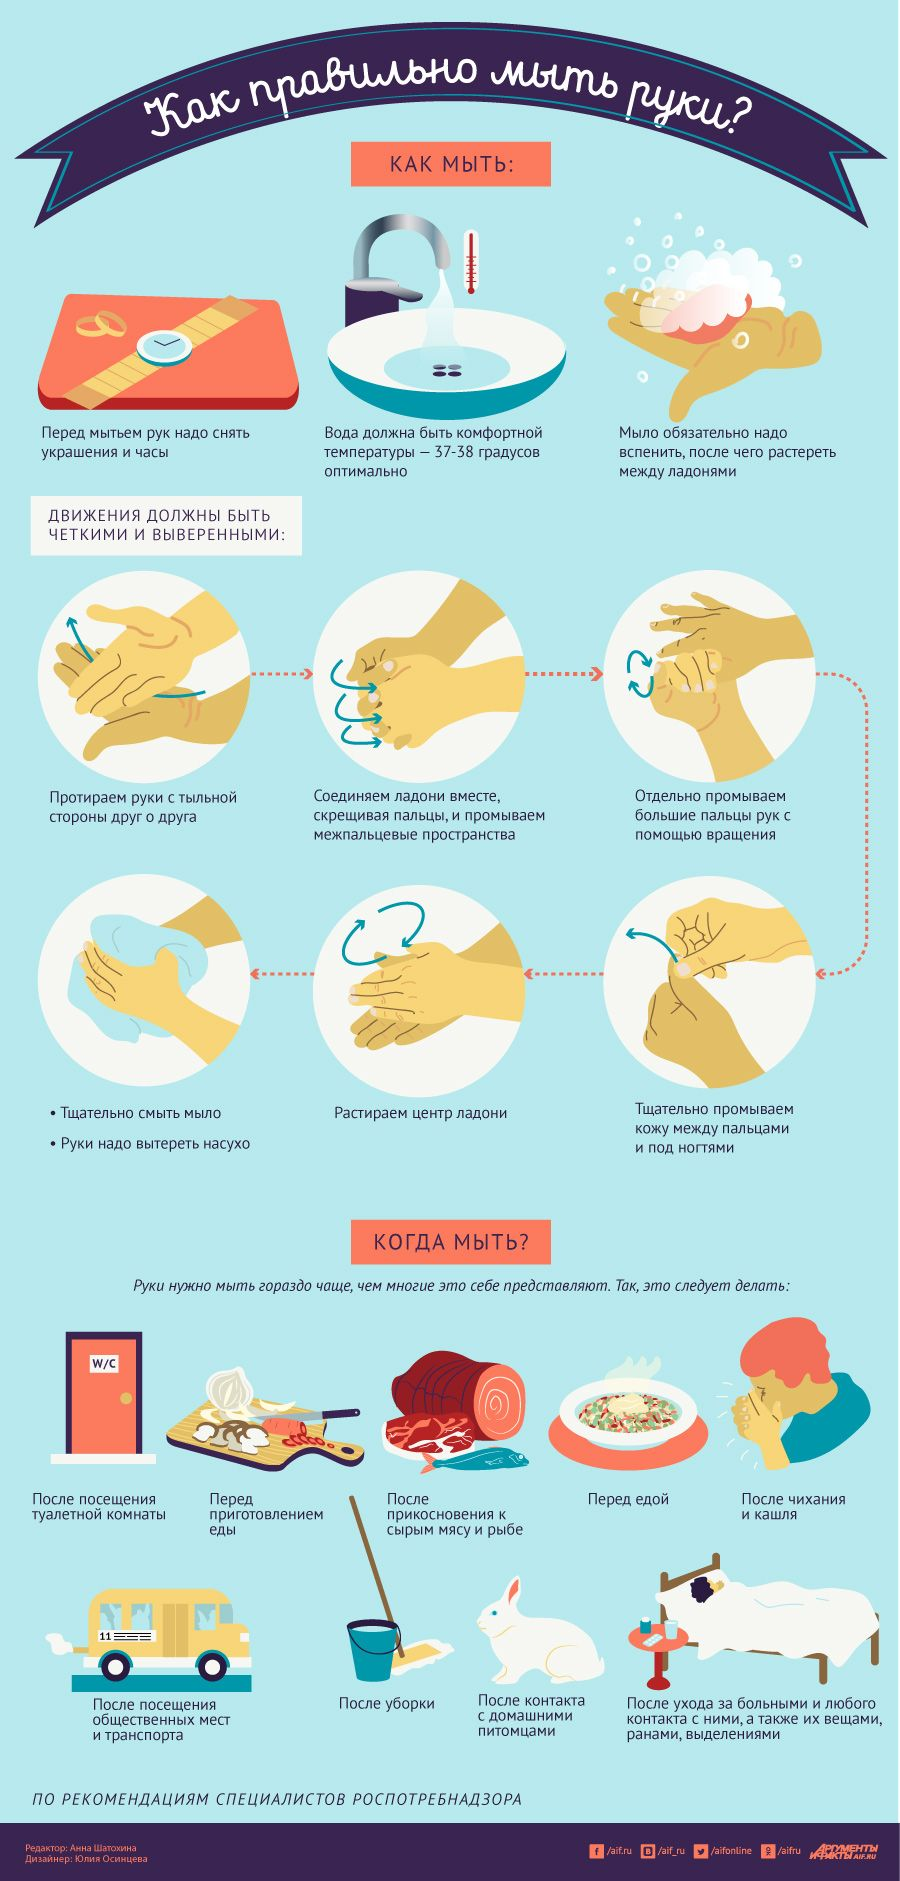 Как правильно мыть руки?
КАК МЫТЬ:
Перед мытьем рук надо снять
украшения и часы
Вода должна быть комфортной
температуры — 37-38 градусов
оптимально
Мыло обязательно надо
вспенить, после чего растереть
между ладонями
ДВИЖЕНИЯ ДОЛЖНЫ БЫТЬ
ЧЕТКИМИ И ВЫВЕРЕННЫМИ:
Протираем руки с тыльной
стороны друг о друга
Соединяем ладони вместе,
скрещивая пальцы, и промываем
межпальцевые пространства
Отдельно промываем
большие пальцы рук с
помощью вращения
• Тщательно смыть мыло
• Руки надо вытереть насухо
Растираем центр ладони
Тщательно промываем
кожу между пальцами
и под ногтями
КОГДА МЫТЬ?
Руки нужно мыть гораздо чаще, чем многие это себе представляют. Так, это следует делать:
W/C
После посещения
туалетной комнаты
Перед
приготовлением
еды
После
прикосновения к
сырым мясу и рыбе
Перед едой
После чихания
и кашля
11
После посещения
общественных мест
и транспорта
После уборки
После контакта
с домашними
питомцами
После ухода за больными и любого
контакта с ними, а также их вещами,
ранами, выделениями
ПО РЕКОМЕНДАЦИЯМ СПЕЦИАЛИСТОВ РОСПОТРЕБНАДЗОРА
Редактор: Анна Шатохина
Дизайнер: Юлия Осинцева
/aif.ru
/aif_ru
/aifonline
/aifru
АРГУМЕНТЫ
И ФАКТЫ AIF.RU